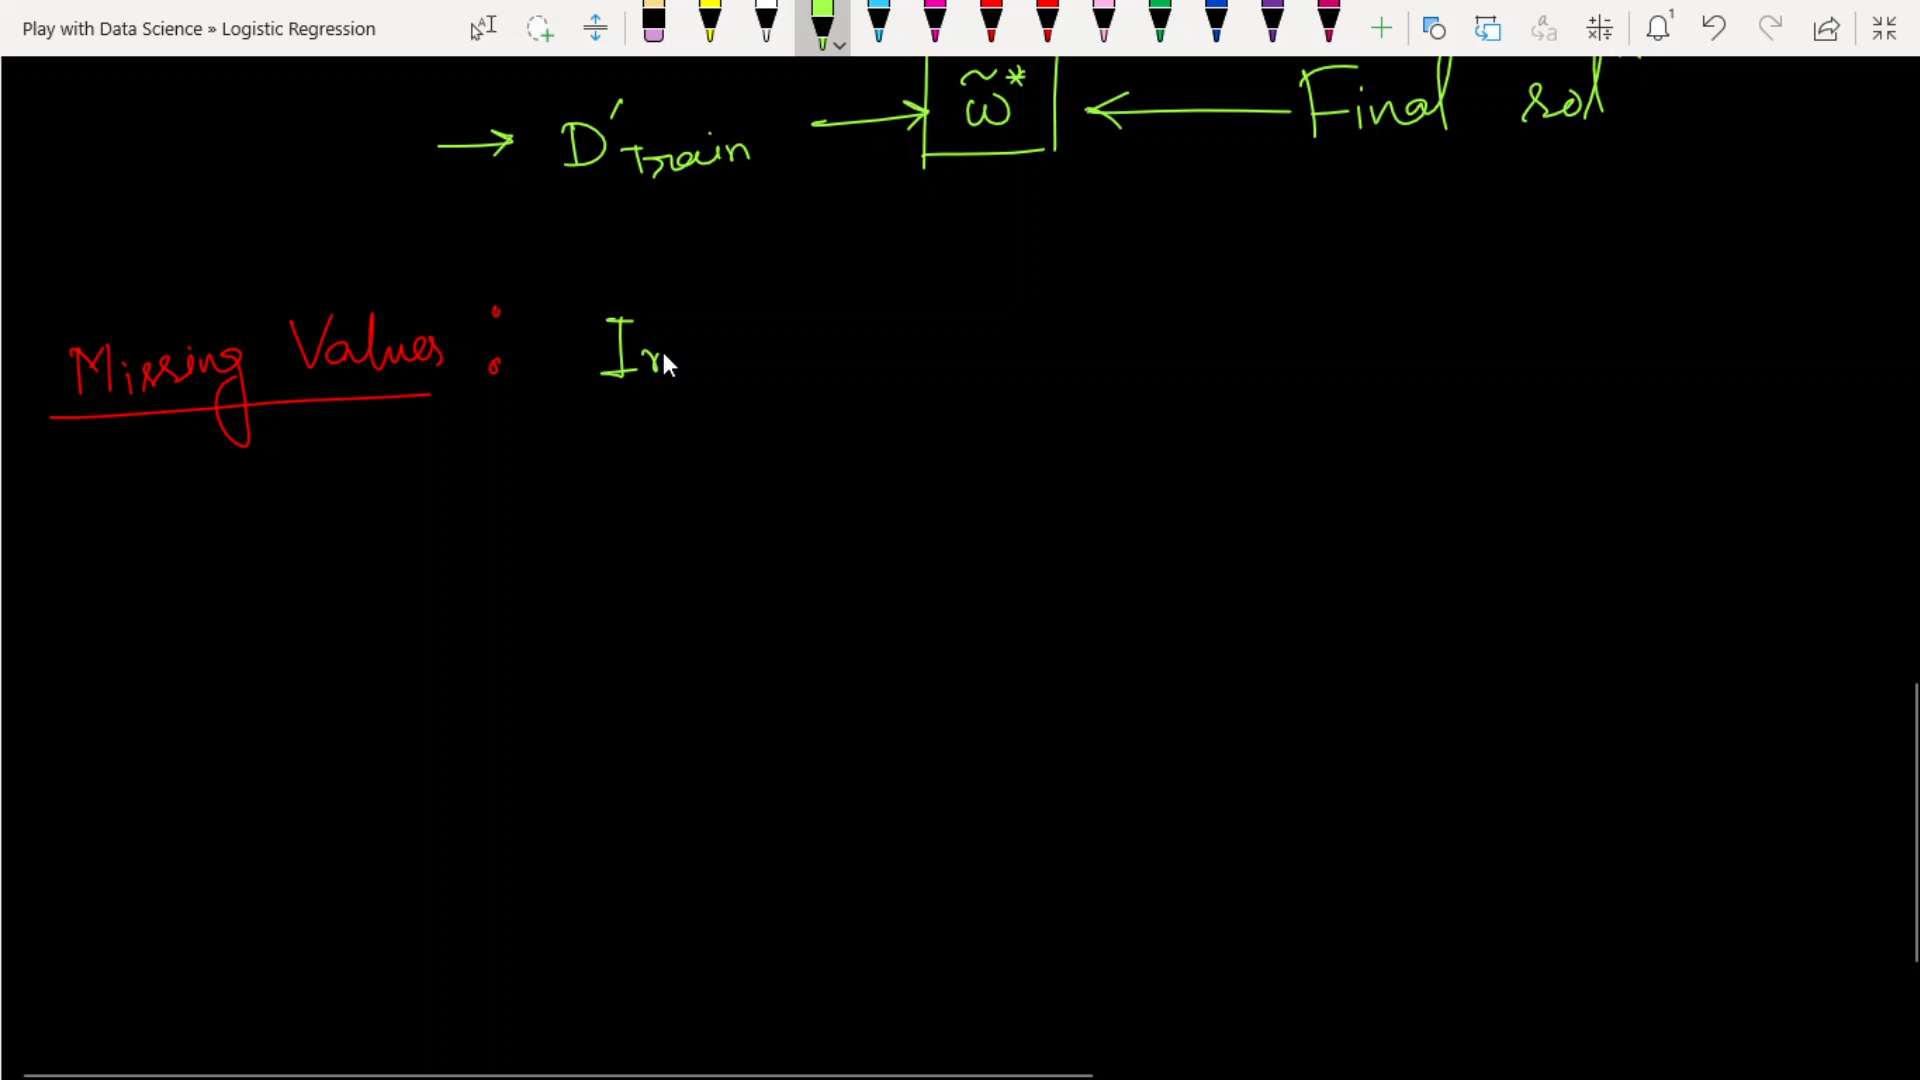 Play with Data Science » Logistic Regression
ω̃*
Final sol
→ D'Train →
←
Missing Values :